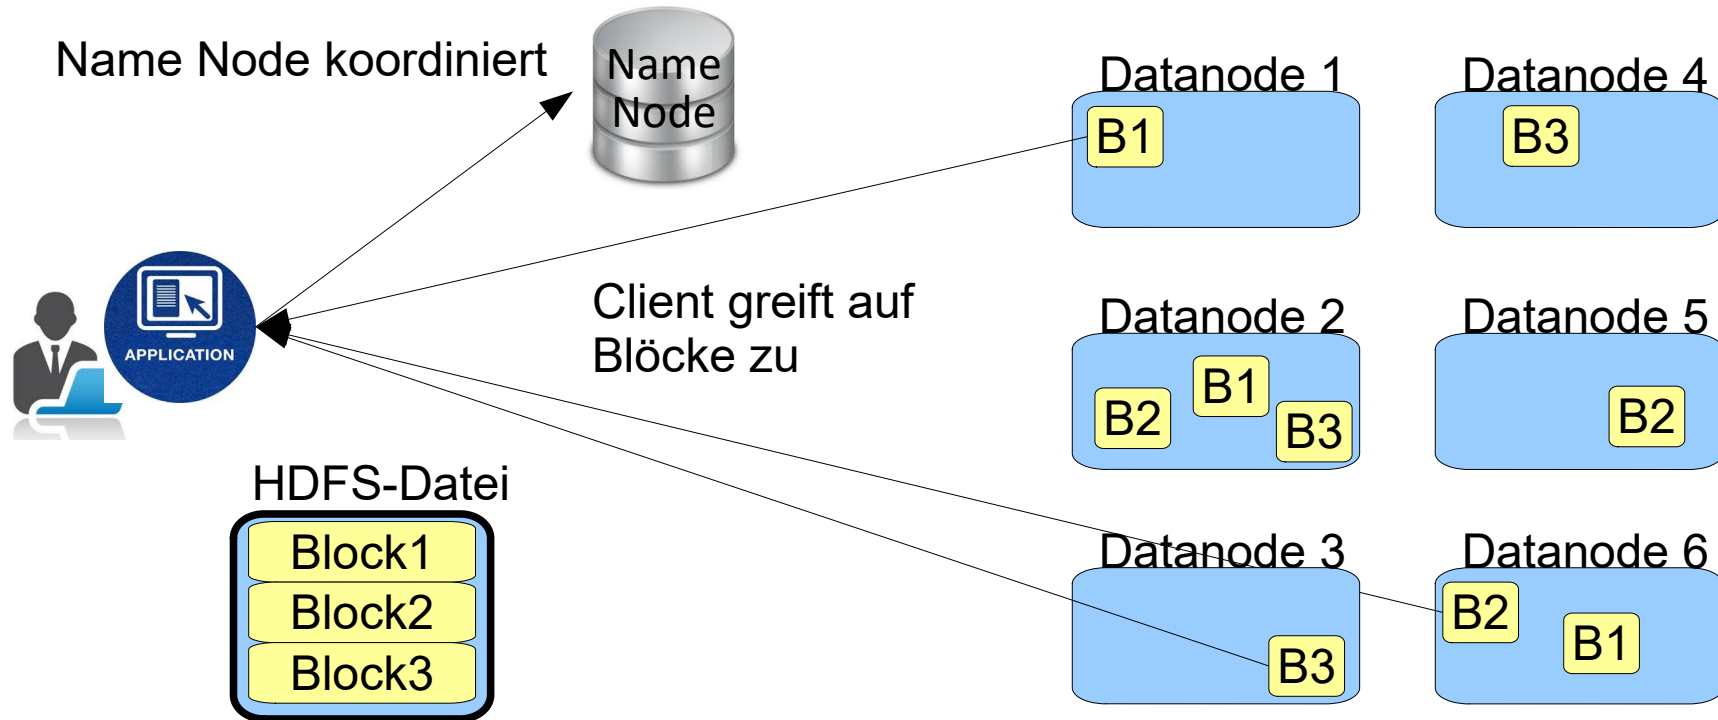 Name Node koordiniert
Name
Node
APPLICATION
Client greift auf
Blöcke zu
HDFS-Datei
Block1
Block2
Block3
Datanode 1
B1
Datanode 4
B3
Datanode 2
B2
B1
B3
Datanode 5
B2
Datanode 3
B3
Datanode 6
B2
B1